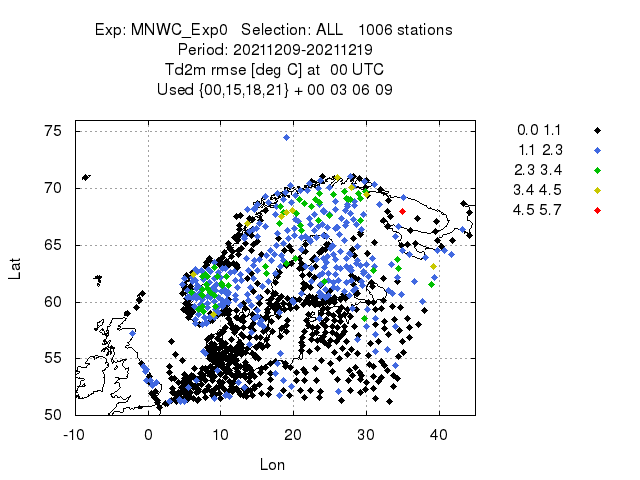 Exp: MNWC_Exp0   Selection: ALL   1006 stations
Period: 20211209-20211219
Td2m rmse [deg C] at  00 UTC
Used {00,15,18,21} + 00 03 06 09
0.0 1.1
1.1 2.3
2.3 3.4
3.4 4.5
4.5 5.7
75
70
65
60
55
50
Lat
-10 0 10 20 30 40
Lon